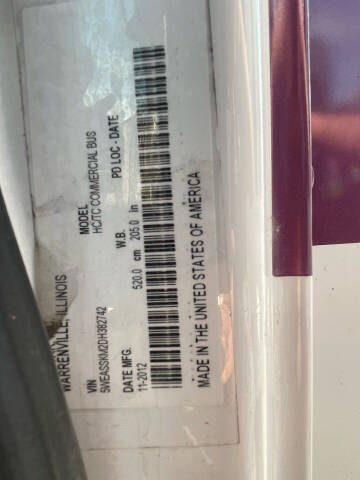 WARRENVILLE, ILLINOIS
MODEL
HC/TC COMMERCIAL BUS
VIN
5WEASSKM2DH382742
PD LOC - DATE
W.B.
520.0 cm 205.0 in
DATE MFG.
11-2012
MADE IN THE UNITED STATES OF AMERICA